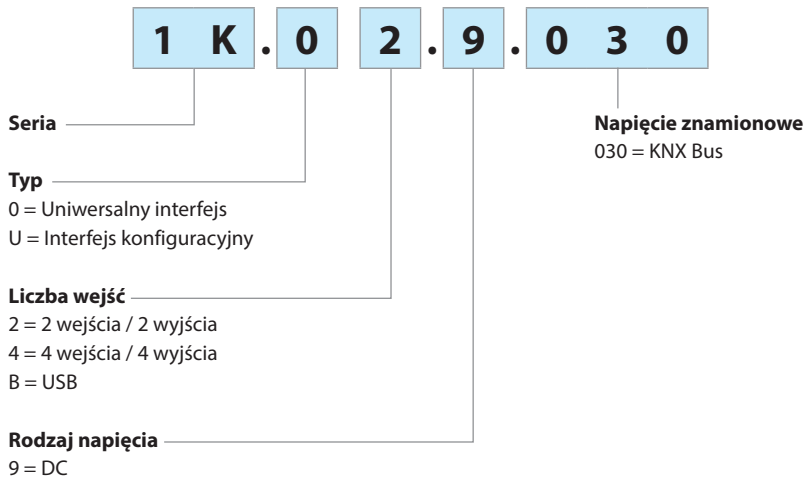 1 K . 0 2 . 9 . 0 3 0
Seria
Typ
0 = Uniwersalny interfejs
U = Interfejs konfiguracyjny
Liczba wejść
2 = 2 wejścia / 2 wyjścia
4 = 4 wejścia / 4 wyjścia
B = USB
Rodzaj napięcia
9 = DC
Napięcie znamionowe
030 = KNX Bus